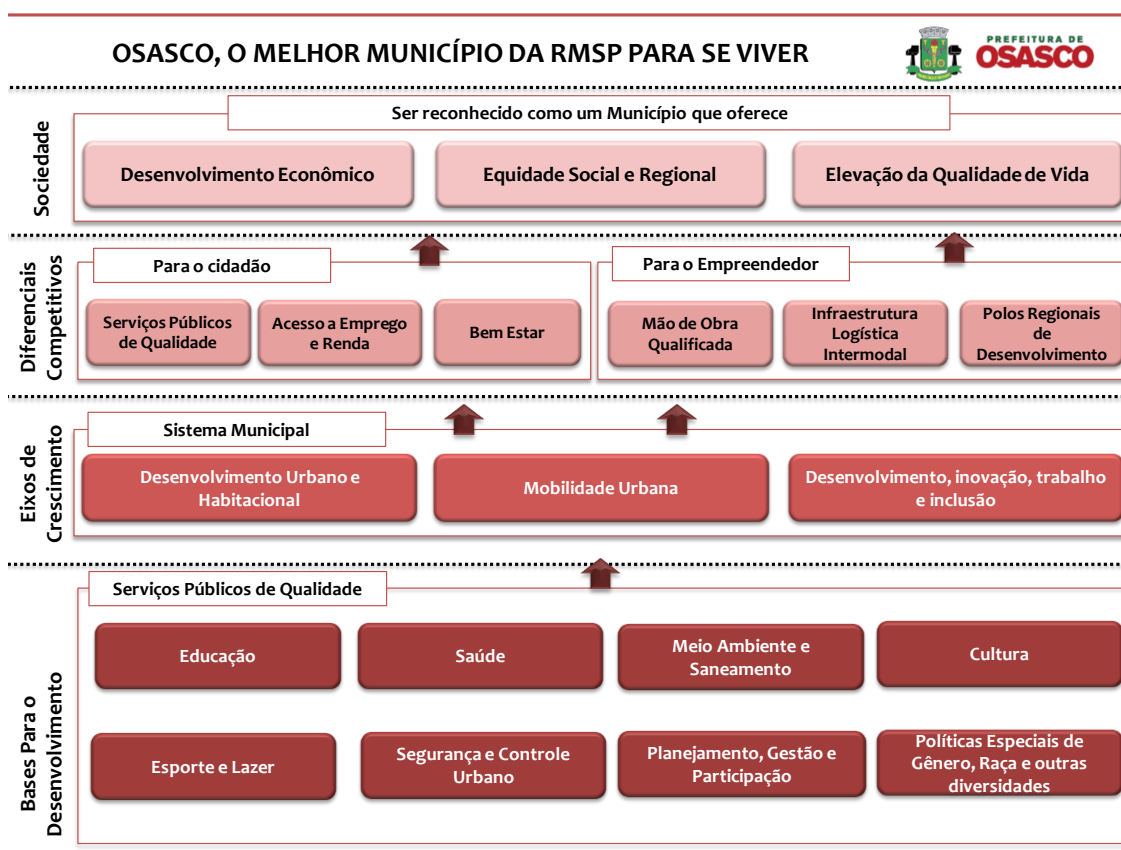 OSASCO, O MELHOR MUNICÍPIO DA RMSP PARA SE VIVER
PREFEITURA DE
OSASCO
Sociedade
Ser reconhecido como um Município que oferece
Desenvolvimento Econômico
Equidade Social e Regional
Elevação da Qualidade de Vida
Diferenciais
Competitivos
Para o cidadão
Serviços Públicos
de Qualidade
Acesso a Emprego
e Renda
Bem Estar
Para o Empreendedor
Mão de Obra
Qualificada
Infraestrutura
Logística
Intermodal
Polos Regionais
de
Desenvolvimento
Eixos de
Crescimento
Sistema Municipal
Desenvolvimento Urbano e
Habitacional
Mobilidade Urbana
Desenvolvimento, inovação, trabalho
e inclusão
Bases Para o
Desenvolvimento
Serviços Públicos de Qualidade
Educação
Saúde
Meio Ambiente e
Saneamento
Cultura
Esporte e Lazer
Segurança e Controle
Urbano
Planejamento, Gestão e
Participação
Políticas Especiais de
Gênero, Raça e outras
diversidades